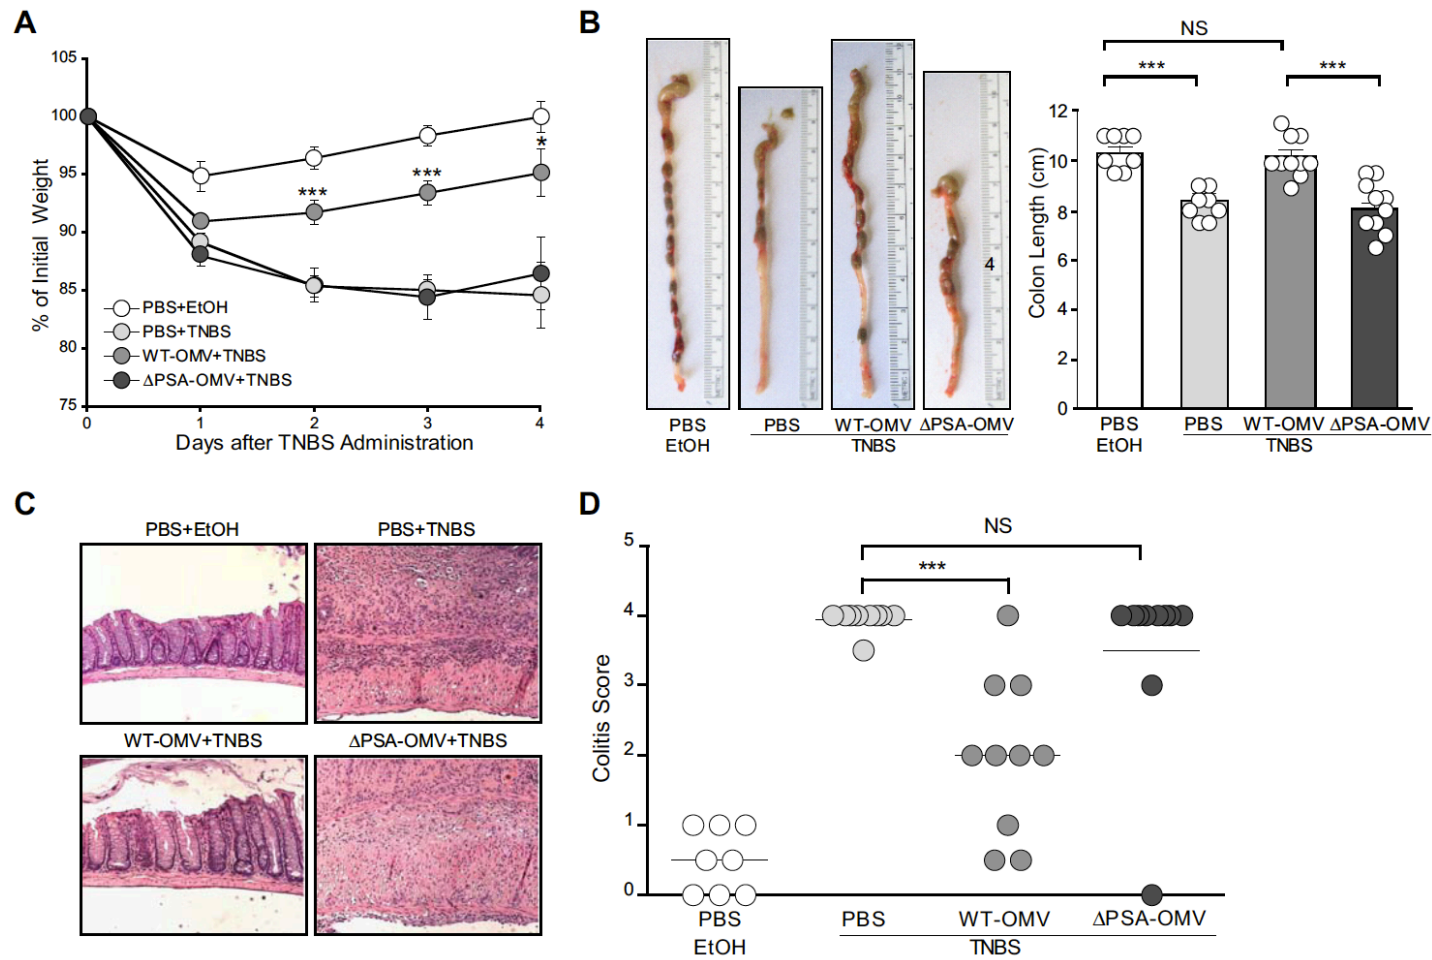 A
105
100
95
90
85
80
75
% of Initial Weight
***
***
*
PBS+EtOH
PBS+TNBS
WT-OMV+TNBS
ΔPSA-OMV+TNBS
0 1 2 3 4
Days after TNBS Administration
B
4
PBS PBS WT-OMV ΔPSA-OMV
EtOH TNBS
NS
*** ***
12
10
8
6
4
2
0
Colon Length (cm)
PBS PBS WT-OMV ΔPSA-OMV
EtOH TNBS
C
PBS+EtOH PBS+TNBS
WT-OMV+TNBS ΔPSA-OMV+TNBS
D
NS
***
5
4
3
2
1
0
Colitis Score
PBS PBS WT-OMV ΔPSA-OMV
EtOH TNBS